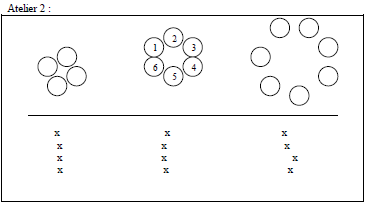 Atelier 2 :
2
1 3
6 4
5
x x x
x x x
x x x
x x x